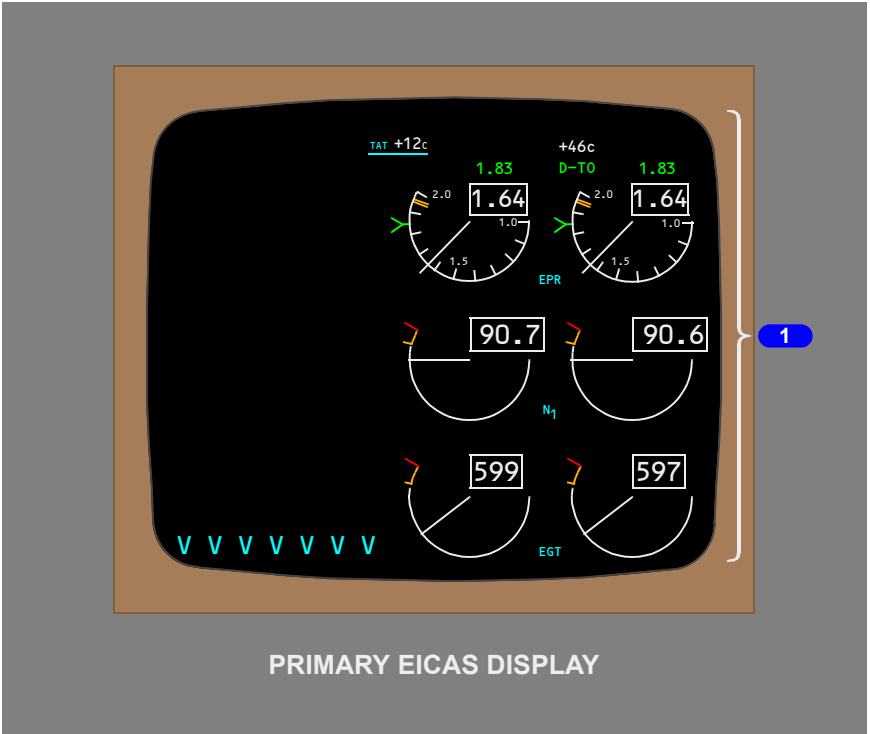 TAT +12c +46c
1.83 D-TO 1.83
2.0 1.64 2.0 1.64
1.0 1.0
1.5 1.5
EPR
90.7 90.6
1
N1
599 597
V V V V V V V
EGT
PRIMARY EICAS DISPLAY